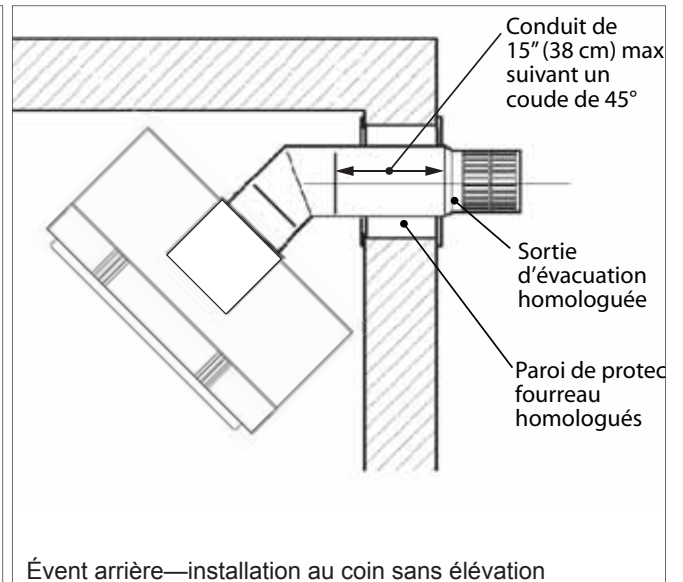 Conduit de
15" (38 cm) max
suivant un
coude de 45°
Sortie
d'évacuation
homologuée
Paroi de protec
fourreau
homologués
Évent arrière—installation au coin sans élévation